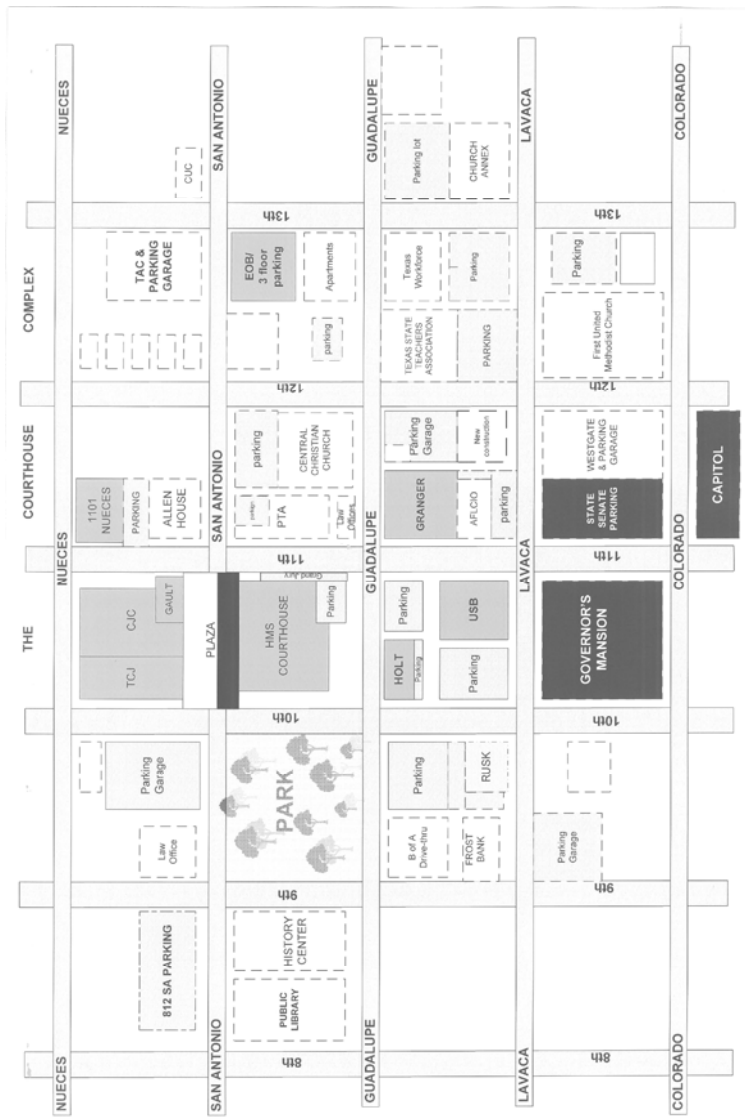 THE COURTHOUSE COMPLEX
NUECES NUECES NUECES
812 SA PARKING
Law
Office
Parking
Garage
TCJ
CJC
GAULT
1101
NUECES
PARKING
ALLEN
HOUSE
TAC &
PARKING
GARAGE
CUC
PLAZA
SAN ANTONIO SAN ANTONIO SAN ANTONIO
8th
9th
10th
11th
12th
13th
PUBLIC
LIBRARY
HISTORY
CENTER
PARK
HMS
COURTHOUSE
Grand Jury
Parking
PTA
Law
Offices
parking
CENTRAL
CHRISTIAN
CHURCH
EOB/
3 floor
parking
parking
Apartments
GUADALUPE GUADALUPE GUADALUPE
B of A
Drive-thru
FROST
BANK
Parking
RUSK
HOLT
Parking
Parking
Parking
USB
GRANGER
AFLCIO
parking
Parking
Garage
New
construction
TEXAS STATE
TEACHERS
ASSOCIATION
PARKING
Texas
Workforce
Parking
Parking lot
CHURCH
ANNEX
LAVACA LAVACA LAVACA
Parking
Garage
GOVERNOR'S
MANSION
STATE
SENATE
PARKING
WESTGATE
& PARKING
GARAGE
First United
Methodist Church
Parking
COLORADO COLORADO COLORADO
8th
9th
10th
11th
12th
13th
CAPITOL